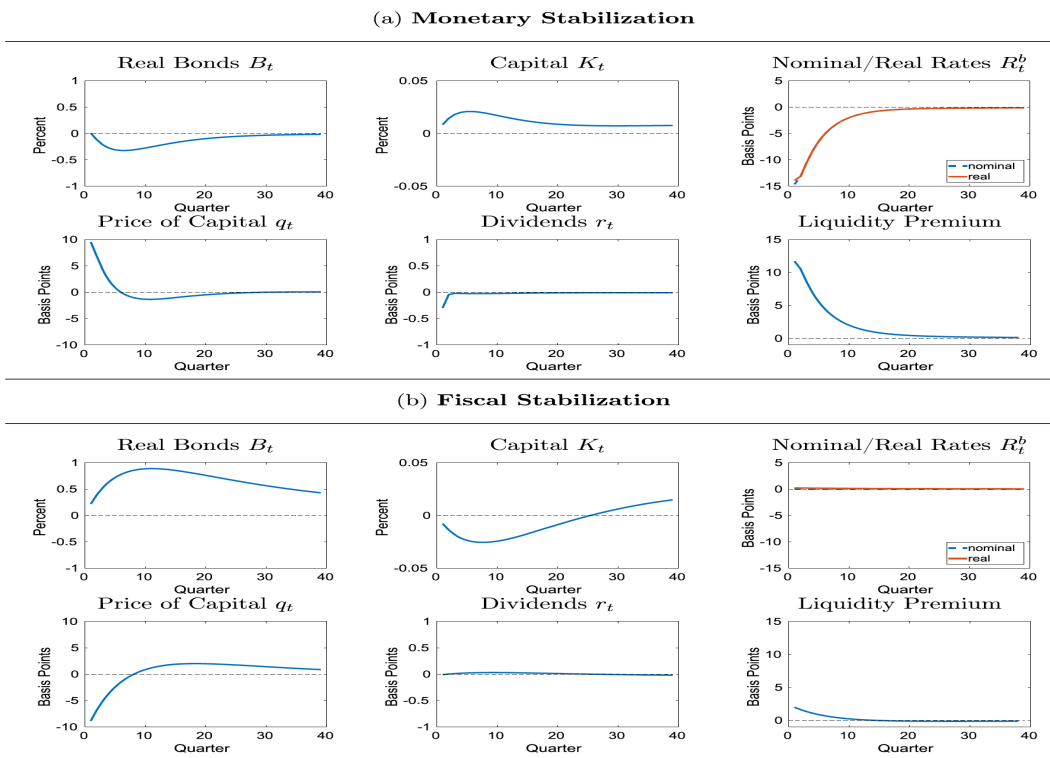 (a) Monetary Stabilization
Real Bonds B_t
Capital K_t
Nominal/Real Rates R_t^b
Percent
1
0.5
0
-0.5
-1
0 10 20 30 40
Quarter
Percent
0.05
0
-0.05
0 10 20 30 40
Quarter
Basis Points
5
0
-5
-10
-15
0 10 20 30 40
Quarter
nominal
real
Price of Capital q_t
Dividends r_t
Liquidity Premium
Basis Points
10
5
0
-5
-10
0 10 20 30 40
Quarter
Basis Points
1
0.5
0
-0.5
-1
0 10 20 30 40
Quarter
Basis Points
15
10
5
0
0 10 20 30 40
Quarter
(b) Fiscal Stabilization
Real Bonds B_t
Capital K_t
Nominal/Real Rates R_t^b
Percent
1
0.5
0
-0.5
-1
0 10 20 30 40
Quarter
Percent
0.05
0
-0.05
0 10 20 30 40
Quarter
Basis Points
5
0
-5
-10
-15
0 10 20 30 40
Quarter
nominal
real
Price of Capital q_t
Dividends r_t
Liquidity Premium
Basis Points
10
5
0
-5
-10
0 10 20 30 40
Quarter
Basis Points
1
0.5
0
-0.5
-1
0 10 20 30 40
Quarter
Basis Points
15
10
5
0
0 10 20 30 40
Quarter